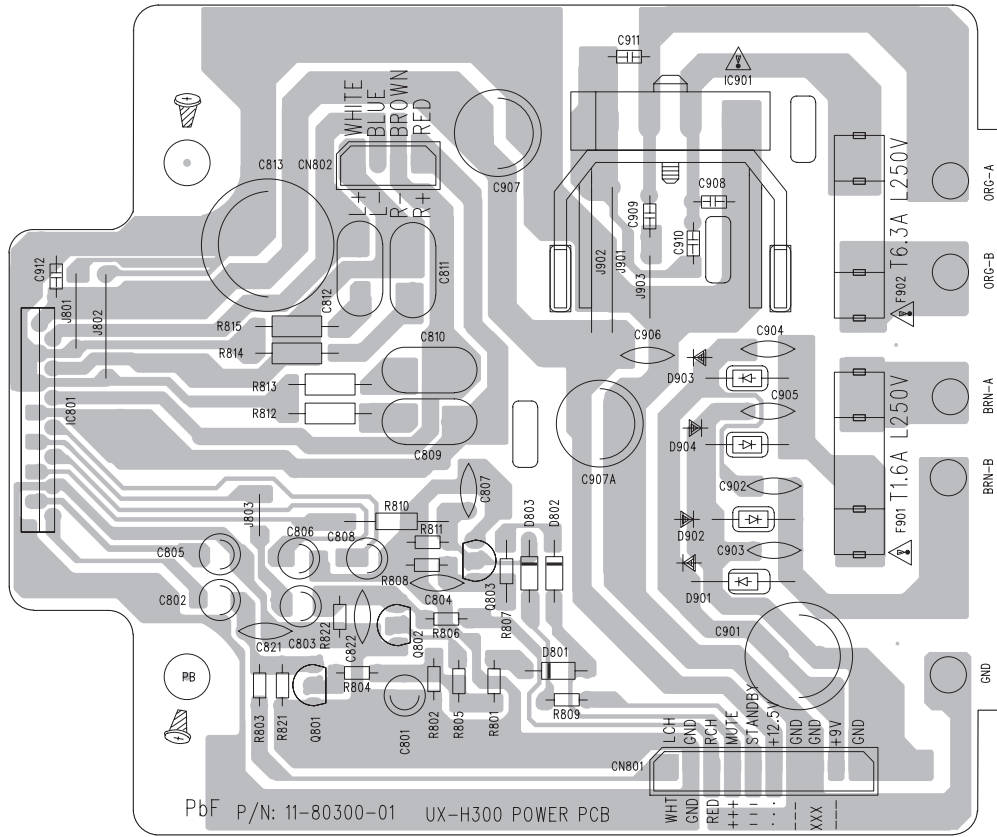 C911
IC901
WHITE
BLUE
BROWN
RED
C813
CN802
C907
C908
C909
C910
T6.3A L250V
F902
ORG-A
ORG-B
L+
L-
R-
R+
C912
J801
J802
C812
C811
J902
J901
J903
R815
R814
C810
C906
C904
D903
R813
R812
C905
IC801
C809
D904
C907A
T1.6A L250V
F901
BRN-A
BRN-B
C807
C902
J803
R810
D803
D802
C806
C808
R811
D902
C805
C903
R808
Q803
R807
D901
C802
C804
C821
C803
R822
C822
Q802
R806
C901
PB
D801
GND
R804
R803
R821
Q801
C801
R802
R805
R801
R809
LCH
GND
RCH
MUTE
STANDBY
+12.5V
GND
GND
+9V
GND
CN801
WHT
GND
RED
+++
XXX
PbF P/N: 11-80300-01 UX-H300 POWER PCB